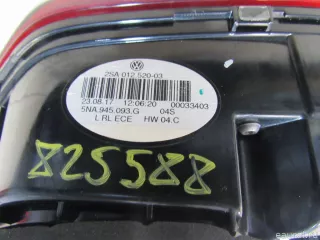 2SA 012 520-03
23.08.17 12:06:20 00033403
5NA.945.093.G 04S
L RL ECE HW 04.C
825588